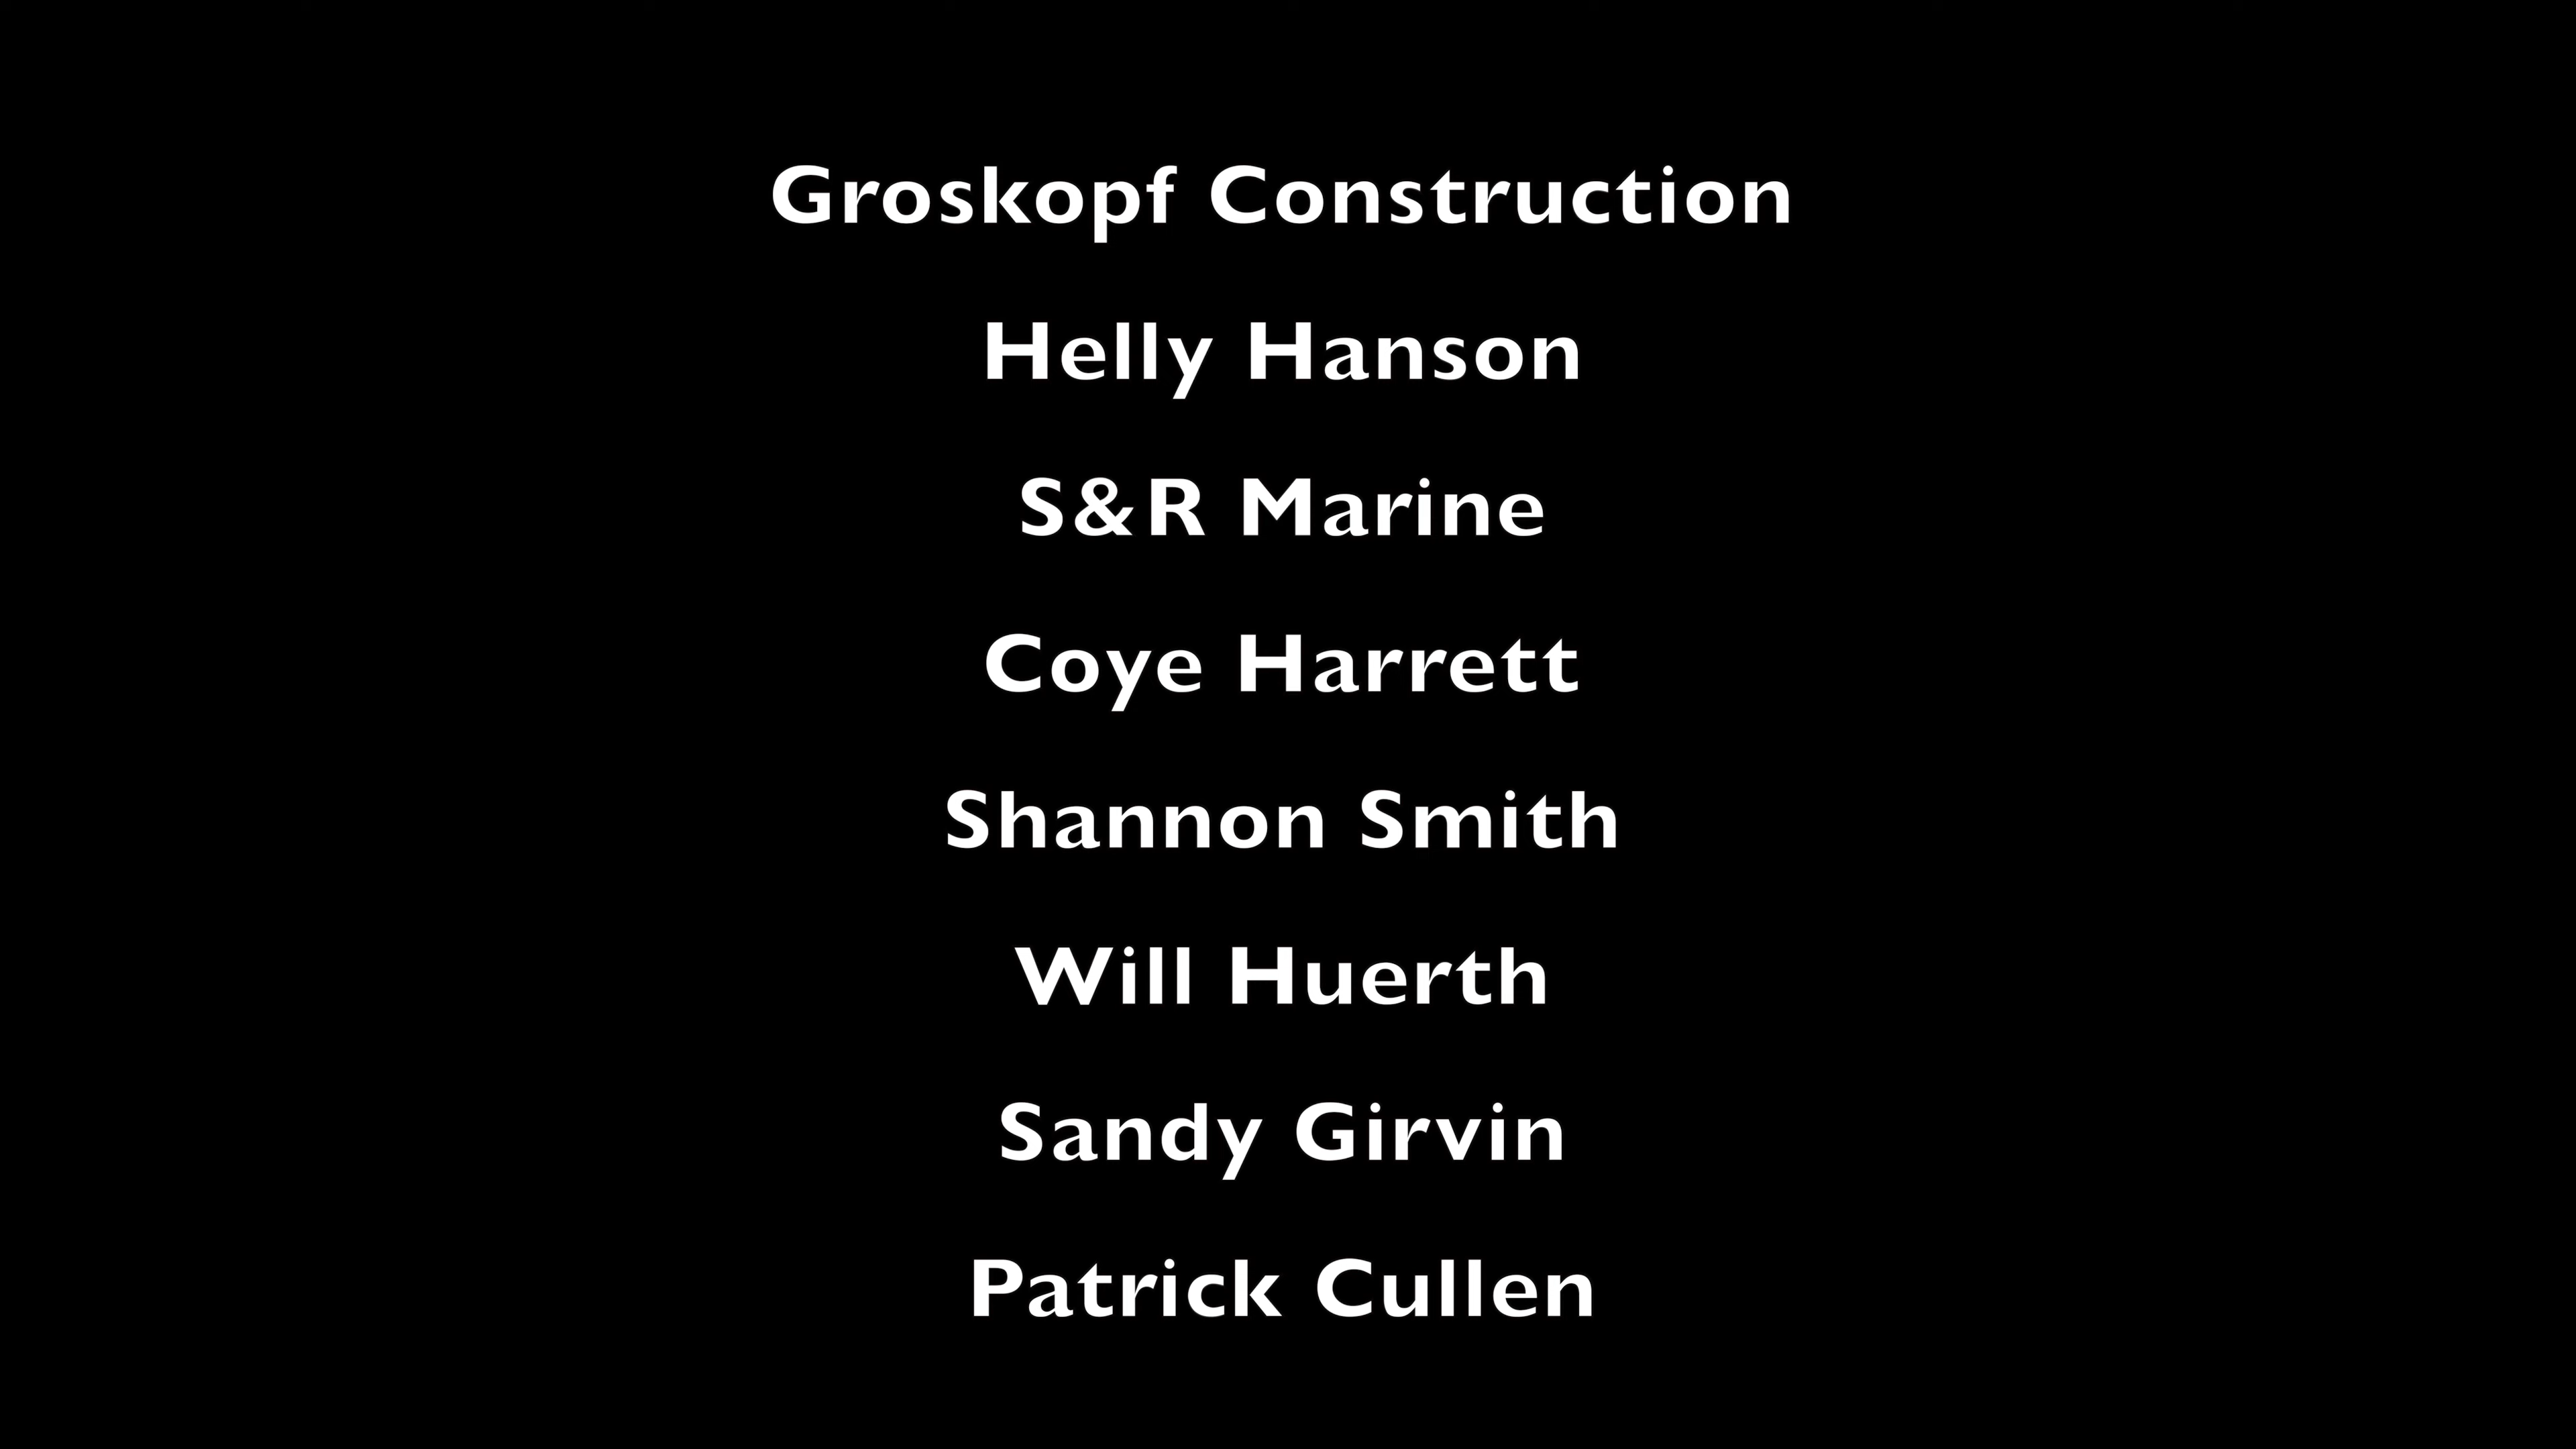 Groskopf Construction
Helly Hanson
S&R Marine
Coye Harrett
Shannon Smith
Will Huerth
Sandy Girvin
Patrick Cullen